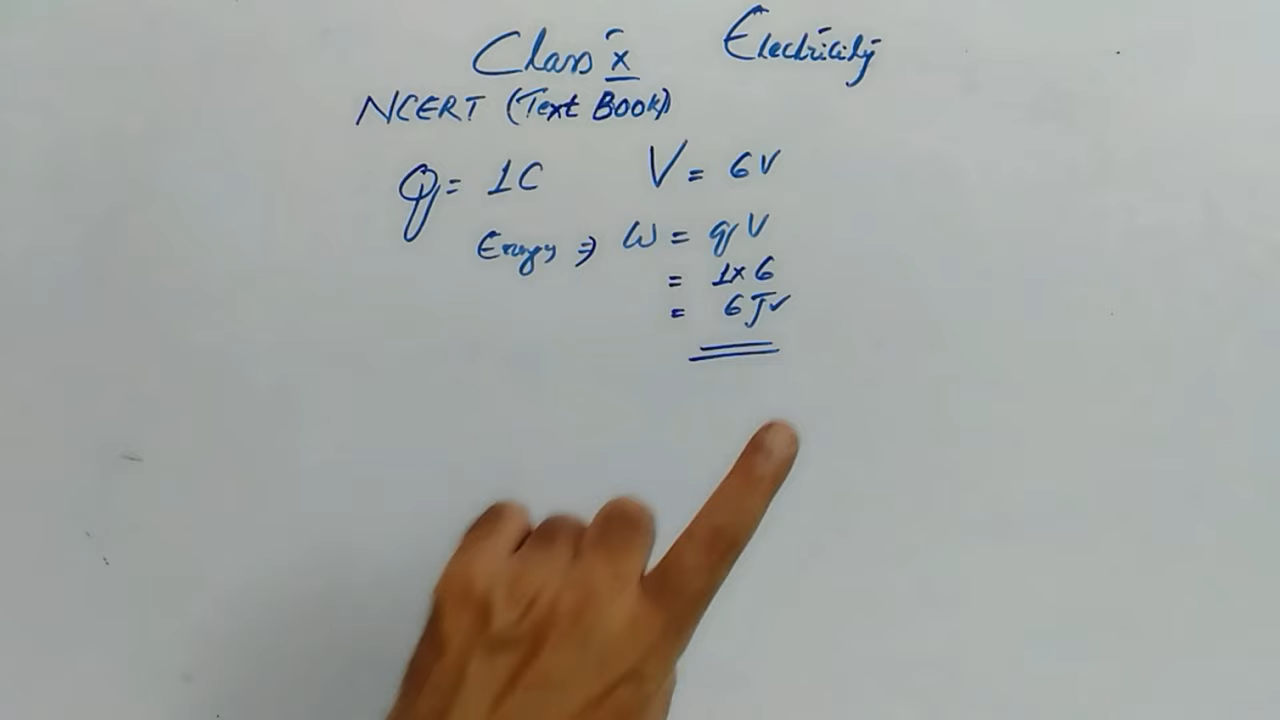 Class x Electricity
NCERT (Text Book)
Q = 1C V = 6V
Energy ⇒ W = qV
= 1×6
= 6J✓